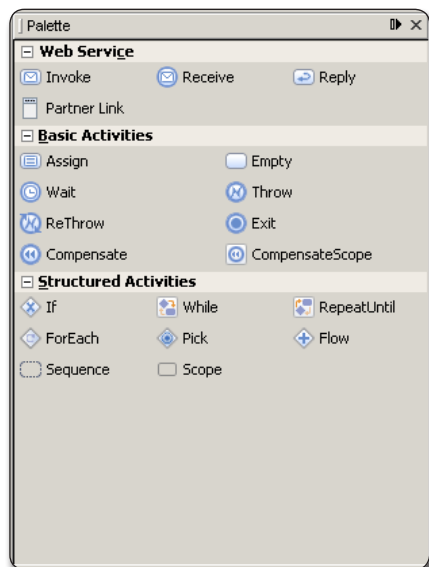 Palette
Web Service
Invoke Receive Reply
Partner Link
Basic Activities
Assign Empty
Wait Throw
ReThrow Exit
Compensate CompensateScope
Structured Activities
If While RepeatUntil
ForEach Pick Flow
Sequence Scope